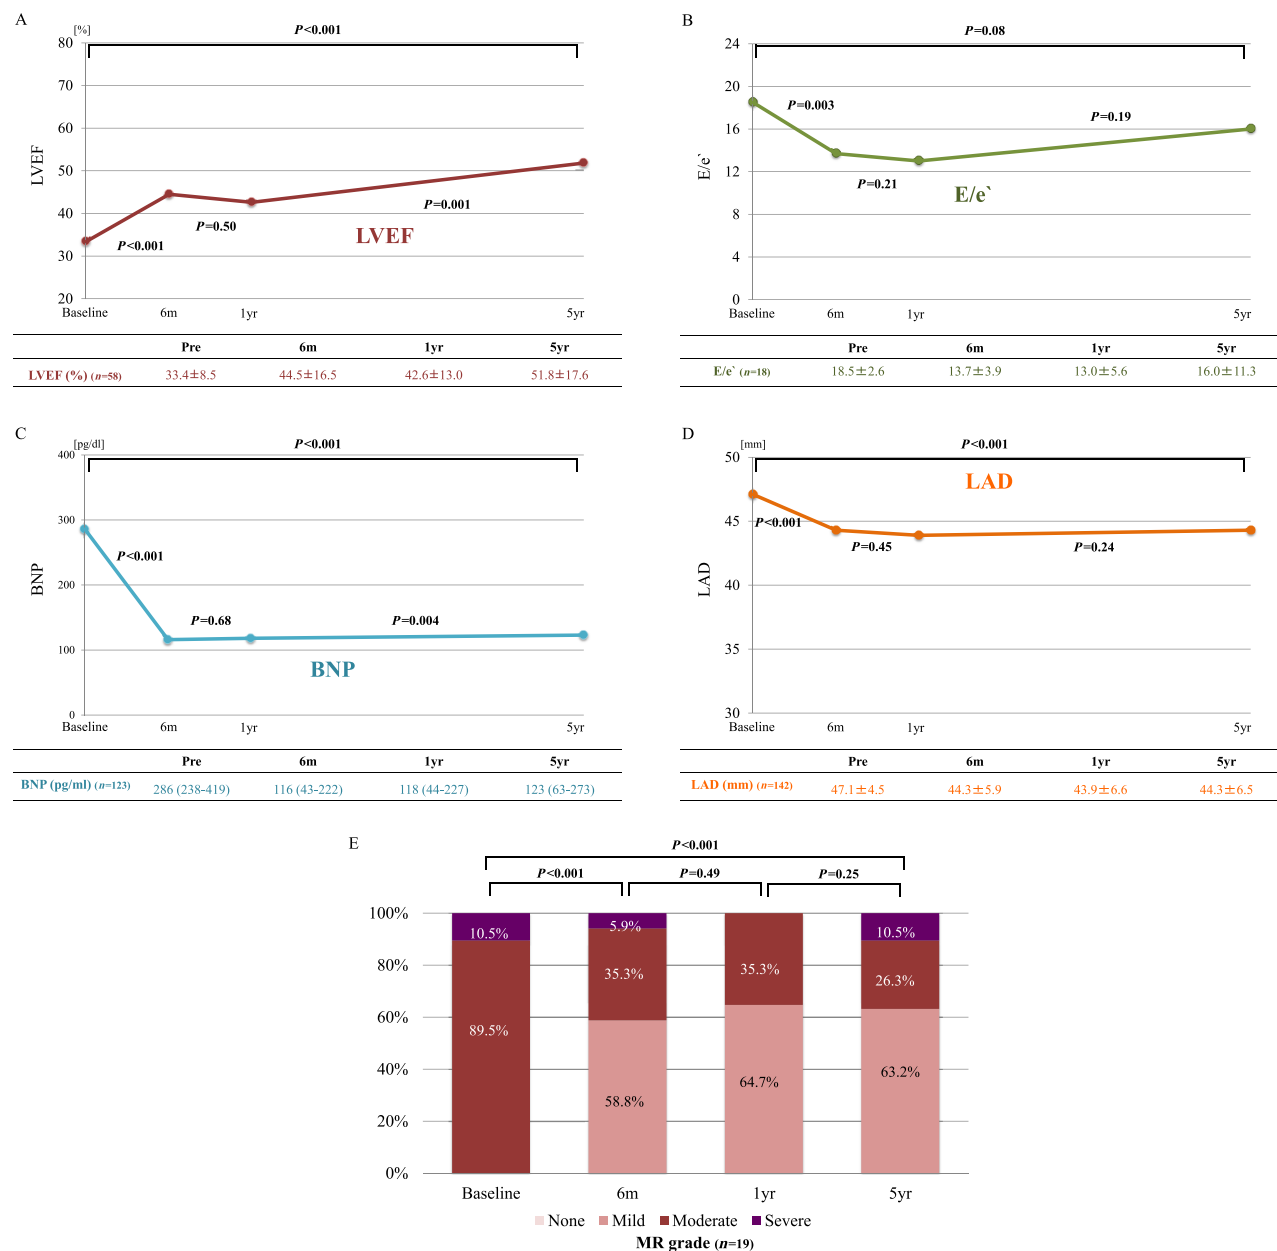 A
[%]
P<0.001
80
70
60
50
40
30
20
LVEF
P<0.001
P=0.50
P=0.001
LVEF
Baseline 6m 1yr 5yr
Pre 6m 1yr 5yr
LVEF (%) (n=58) 33.4±8.5 44.5±16.5 42.6±13.0 51.8±17.6
B
P=0.08
24
20
16
12
8
4
0
E/e`
P=0.003
P=0.21
P=0.19
E/e`
Baseline 6m 1yr 5yr
Pre 6m 1yr 5yr
E/e` (n=18) 18.5±2.6 13.7±3.9 13.0±5.6 16.0±11.3
C
[pg/dl]
P<0.001
400
300
200
100
0
BNP
P<0.001
P=0.68
P=0.004
BNP
Baseline 6m 1yr 5yr
Pre 6m 1yr 5yr
BNP (pg/ml) (n=123) 286 (238-419) 116 (43-222) 118 (44-227) 123 (63-273)
D
[mm]
P<0.001
50
45
40
35
30
LAD
LAD
P<0.001
P=0.45
P=0.24
Baseline 6m 1yr 5yr
Pre 6m 1yr 5yr
LAD (mm) (n=142) 47.1±4.5 44.3±5.9 43.9±6.6 44.3±6.5
E
P<0.001
P<0.001 P=0.49 P=0.25
100%
80%
60%
40%
20%
0%
10.5% 5.9% 10.5%
35.3% 35.3% 26.3%
89.5%
58.8% 64.7% 63.2%
Baseline 6m 1yr 5yr
None Mild Moderate Severe
MR grade (n=19)